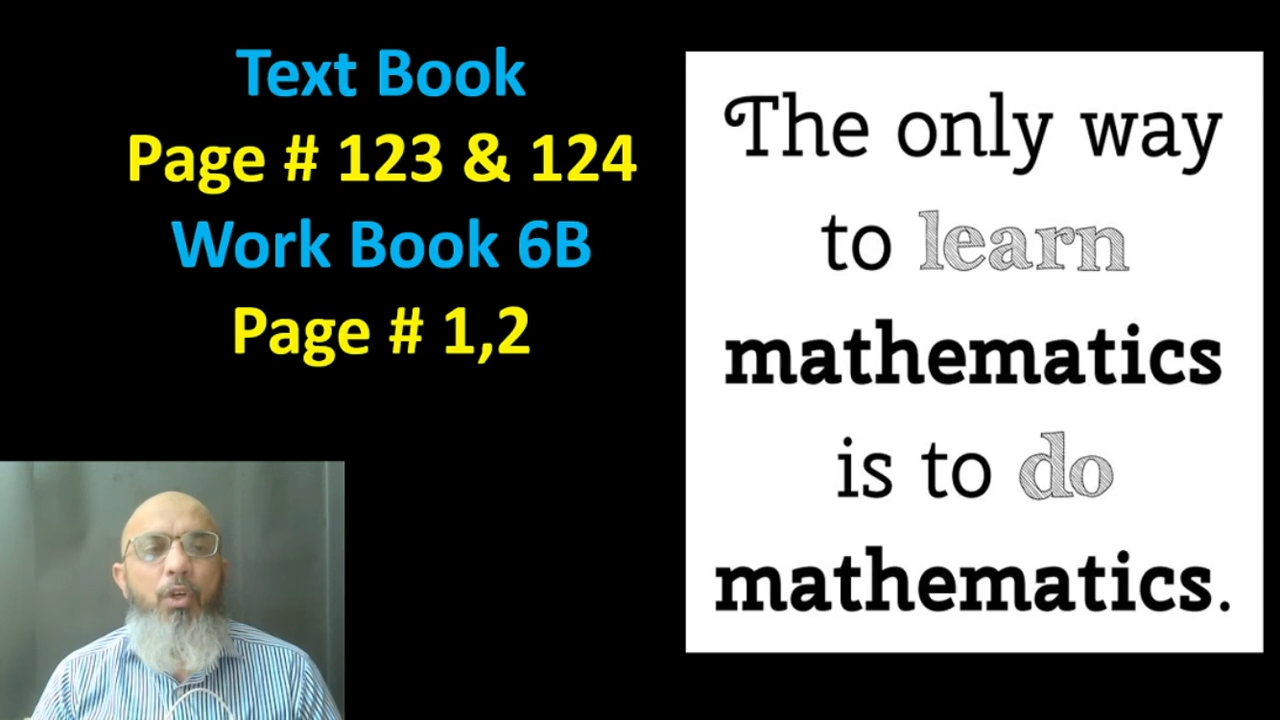 Text Book
Page # 123 & 124
Work Book 6B
Page # 1,2
The only way
to learn
mathematics
is to do
mathematics.